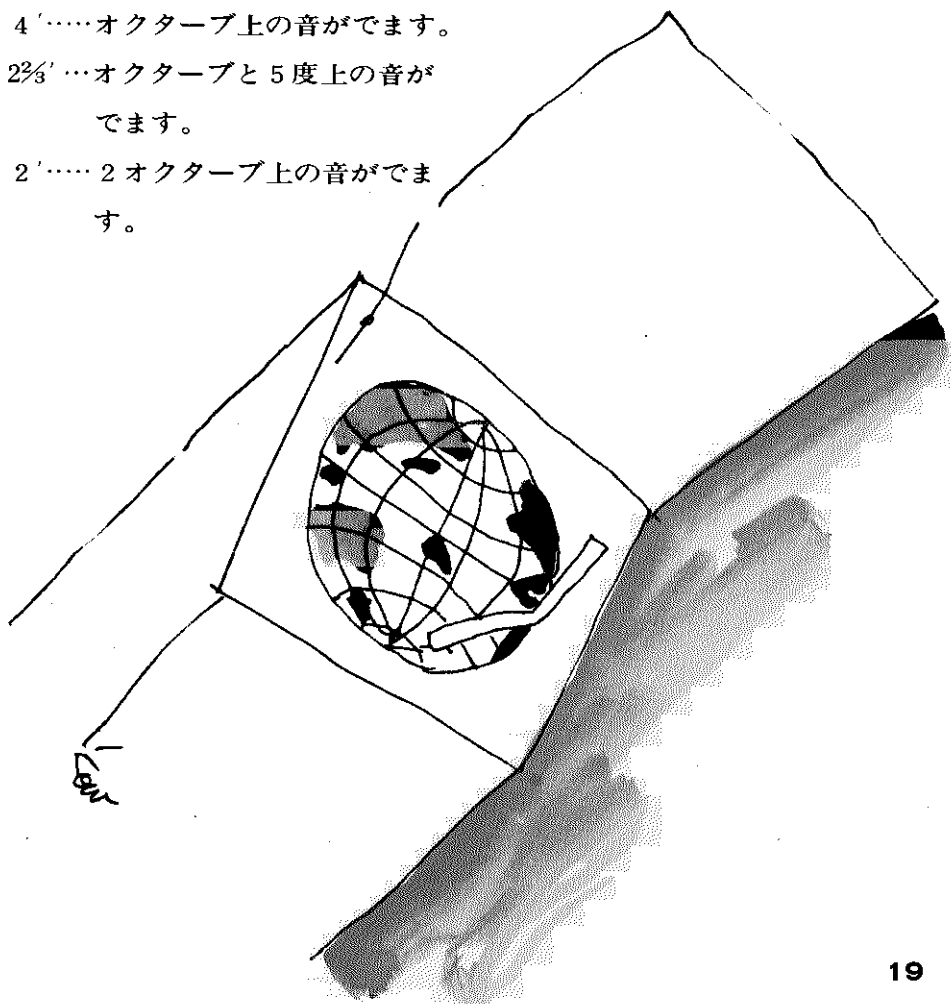 4′‥‥‥オクターブ上の音がでます。
2⅔′‥‥オクターブと5度上の音が
でます。
2′‥‥‥2オクターブ上の音がでま
す。
19